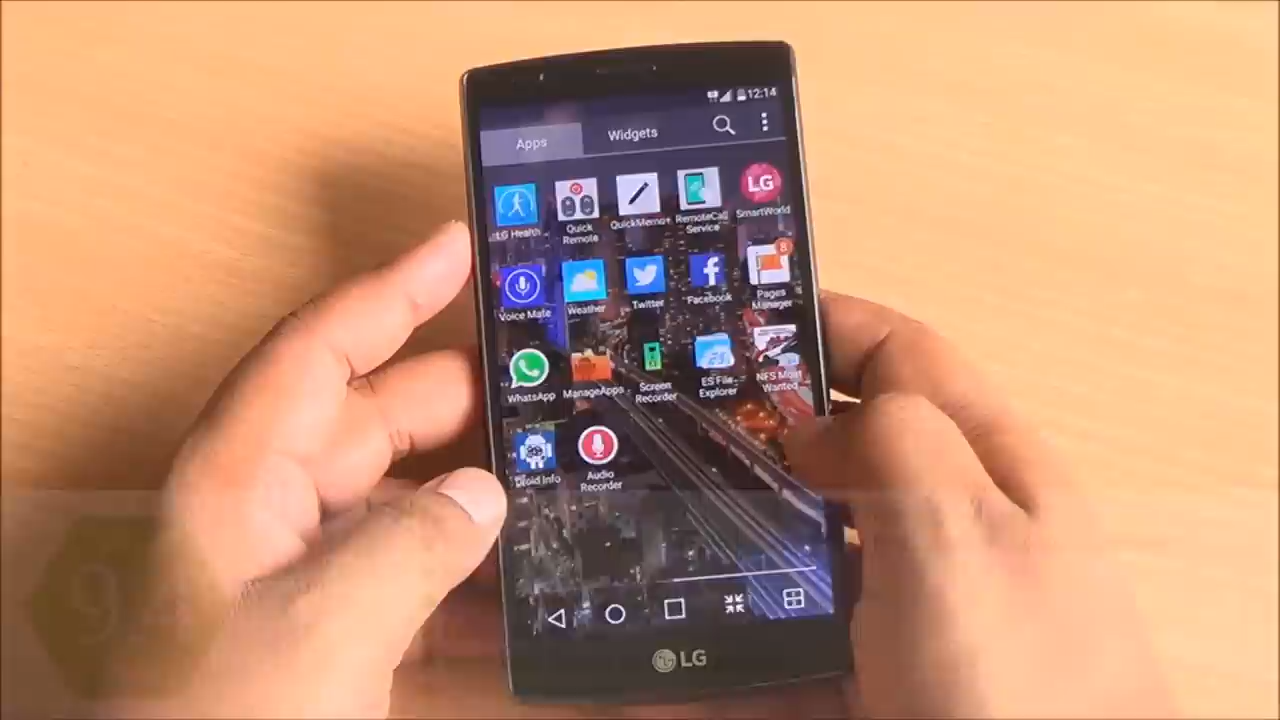 12:14
Apps Widgets
LG
LG Health
Quick
Remote
QuickMemo+
RemoteCall
Service
SmartWorld
8
Voice Mate
Weather
Twitter
Facebook
Pages
Manager
WhatsApp
ManageApps
Screen
Recorder
ES File
Explorer
NFS Most
Wanted
Droid Info
Audio
Recorder
LG